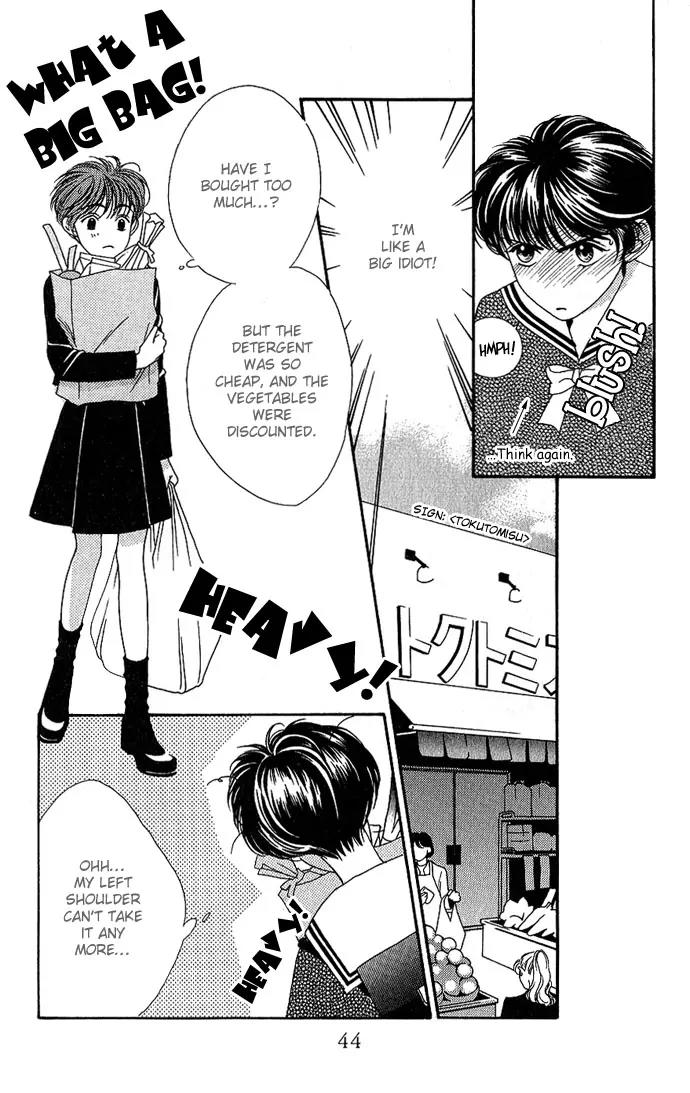 HMPH!
blush!
...Think again.
I'M
LIKE A
BIG IDIOT!
SIGN: <TOKUTOMISU>
トクトミス
WHAT A
BIG BAG!
HAVE I
BOUGHT TOO
MUCH...?
BUT THE
DETERGENT
WAS SO
CHEAP, AND THE
VEGETABLES
WERE
DISCOUNTED.
HEAVY!
OHH...
MY LEFT
SHOULDER
CAN'T TAKE
IT ANY
MORE...
HEAVY!
44